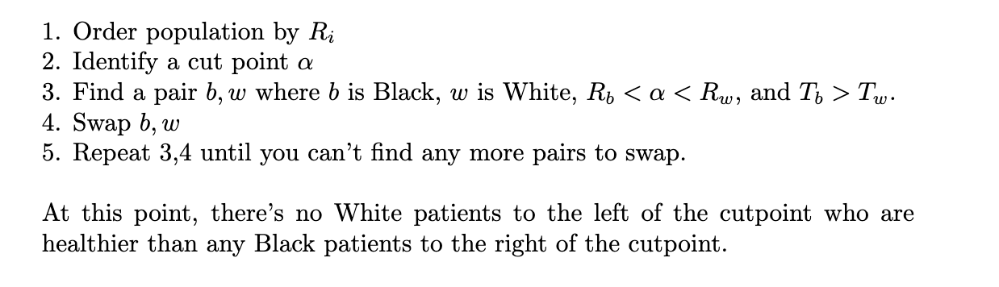 1. Order population by Rᵢ
2. Identify a cut point α
3. Find a pair b, w where b is Black, w is White, R_b < α < R_w, and T_b > T_w.
4. Swap b, w
5. Repeat 3,4 until you can't find any more pairs to swap.
At this point, there's no White patients to the left of the cutpoint who are
healthier than any Black patients to the right of the cutpoint.